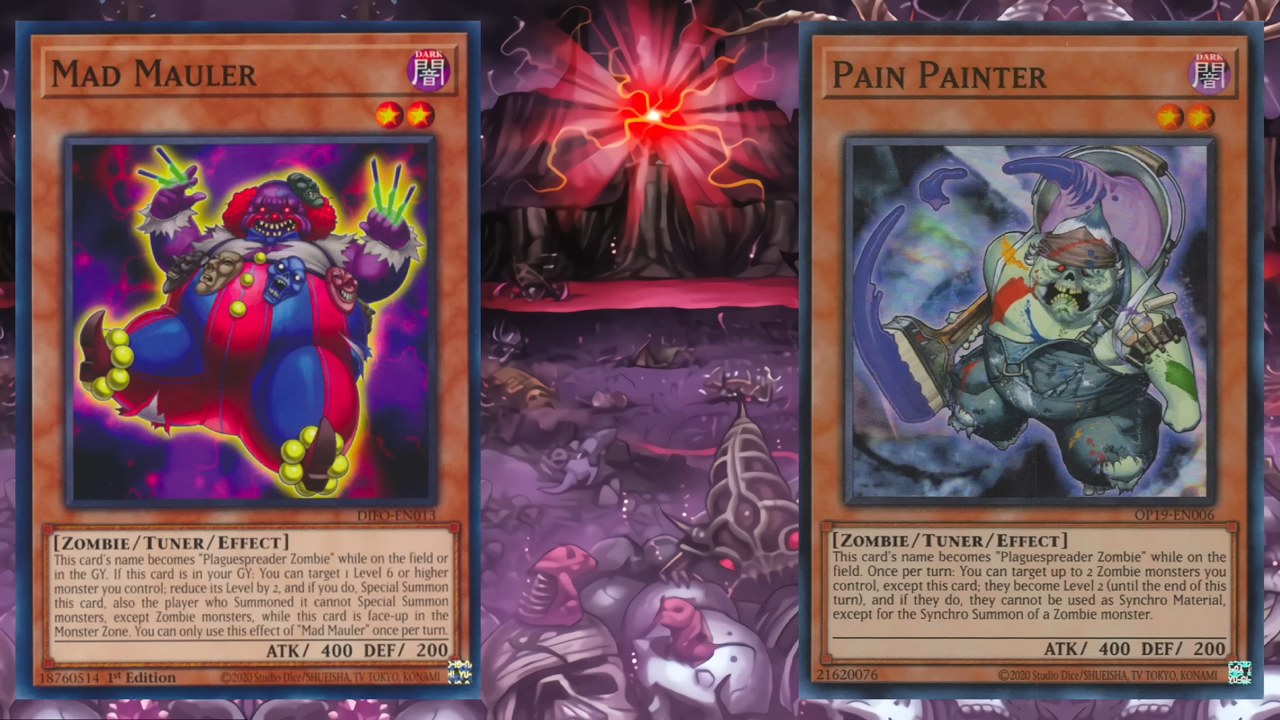 MAD MAULER
DARK
闇
DIFO-EN013
[ZOMBIE/TUNER/EFFECT]
This card's name becomes "Plaguespreader Zombie" while on the field or
in the GY. If this card is in your GY: You can target 1 Level 6 or higher
monster you control; reduce its Level by 2, and if you do, Special Summon
this card, also the player who Summoned it cannot Special Summon
monsters, except Zombie monsters, while this card is face-up in the
Monster Zone. You can only use this effect of "Mad Mauler" once per turn.
ATK/ 400 DEF/ 200
18760514 1st Edition ©2020 Studio Dice/SHUEISHA, TV TOKYO, KONAMI
PAIN PAINTER
DARK
闇
OP19-EN006
[ZOMBIE/TUNER/EFFECT]
This card's name becomes "Plaguespreader Zombie" while on the
field. Once per turn: You can target up to 2 Zombie monsters you
control, except this card; they become Level 2 (until the end of this
turn), and if they do, they cannot be used as Synchro Material,
except for the Synchro Summon of a Zombie monster.
ATK/ 400 DEF/ 200
21620076 ©2020 Studio Dice/SHUEISHA, TV TOKYO, KONAMI